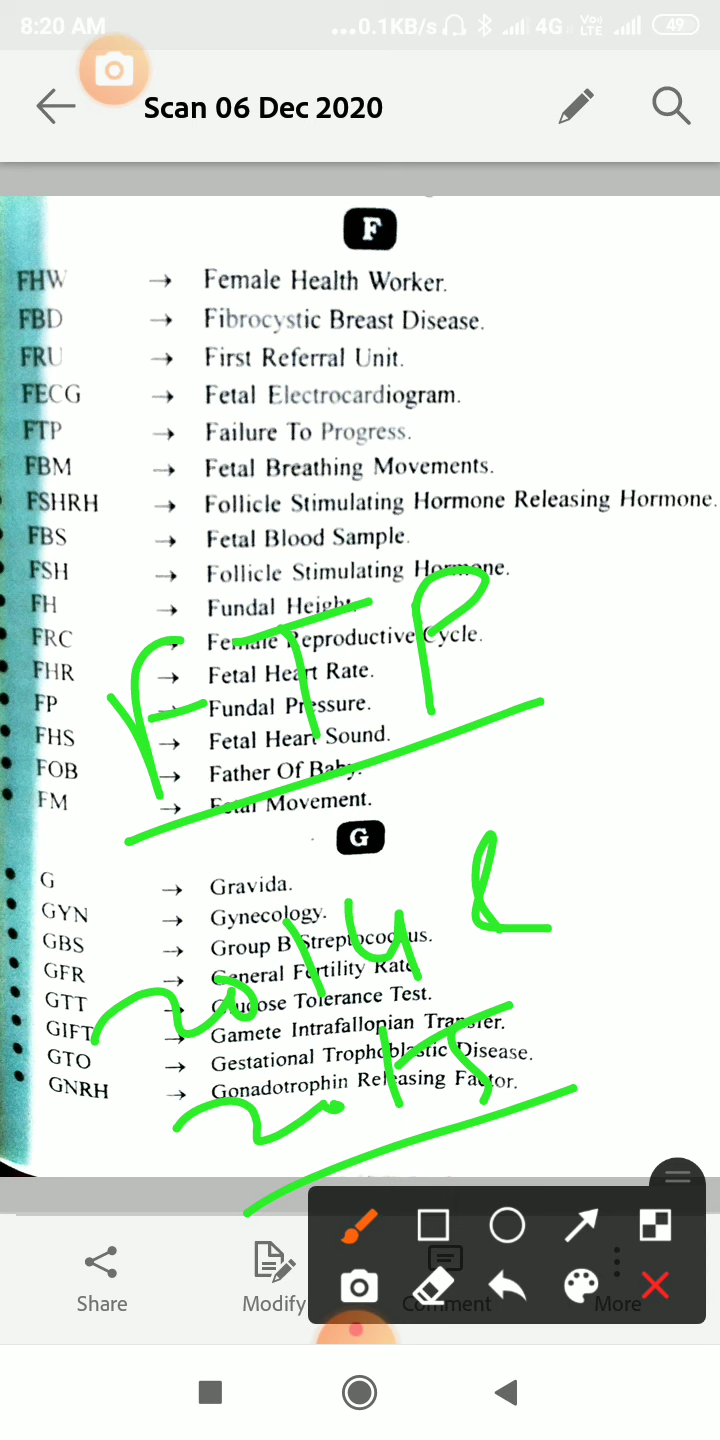 8:20 AM ...0.1KB/s 4G Vo)) LTE 49
Scan 06 Dec 2020
F
FHW → Female Health Worker.
FBD → Fibrocystic Breast Disease.
FRU → First Referral Unit.
FECG → Fetal Electrocardiogram.
FTP → Failure To Progress.
FBM → Fetal Breathing Movements.
FSHRH → Follicle Stimulating Hormone Releasing Hormone.
FBS → Fetal Blood Sample.
• FSH → Follicle Stimulating Hormone.
• FH → Fundal Height.
• FRC → Female Reproductive Cycle.
• FHR → Fetal Heart Rate.
• FP → Fundal Pressure.
• FHS → Fetal Heart Sound.
• FOB → Father Of Baby.
• FM → Fetal Movement.
FTP
G
• G → Gravida.
• GYN → Gynecology.
• GBS → Group B Streptococcus.
• GFR → General Fertility Rate
• GTT → Glucose Tolerance Test.
• GIFT → Gamete Intrafallopian Transfer.
• GTO → Gestational Trophoblastic Disease.
• GNRH → Gonadotrophin Releasing Factor.
2014
2015
Share Modify Comment More